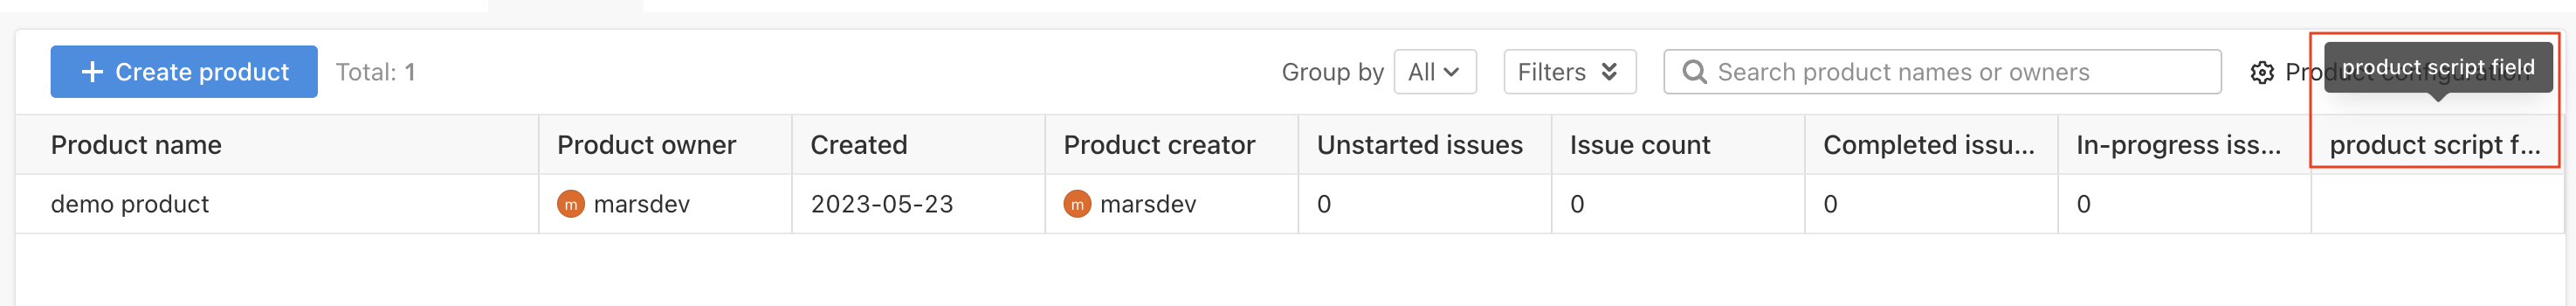 Create product Total: 1 Group by All Filters Search product names or owners Product configuration
product script field
Product name Product owner Created Product creator Unstarted issues Issue count Completed issu... In-progress iss... product script f...
demo product m marsdev 2023-05-23 m marsdev 0 0 0 0